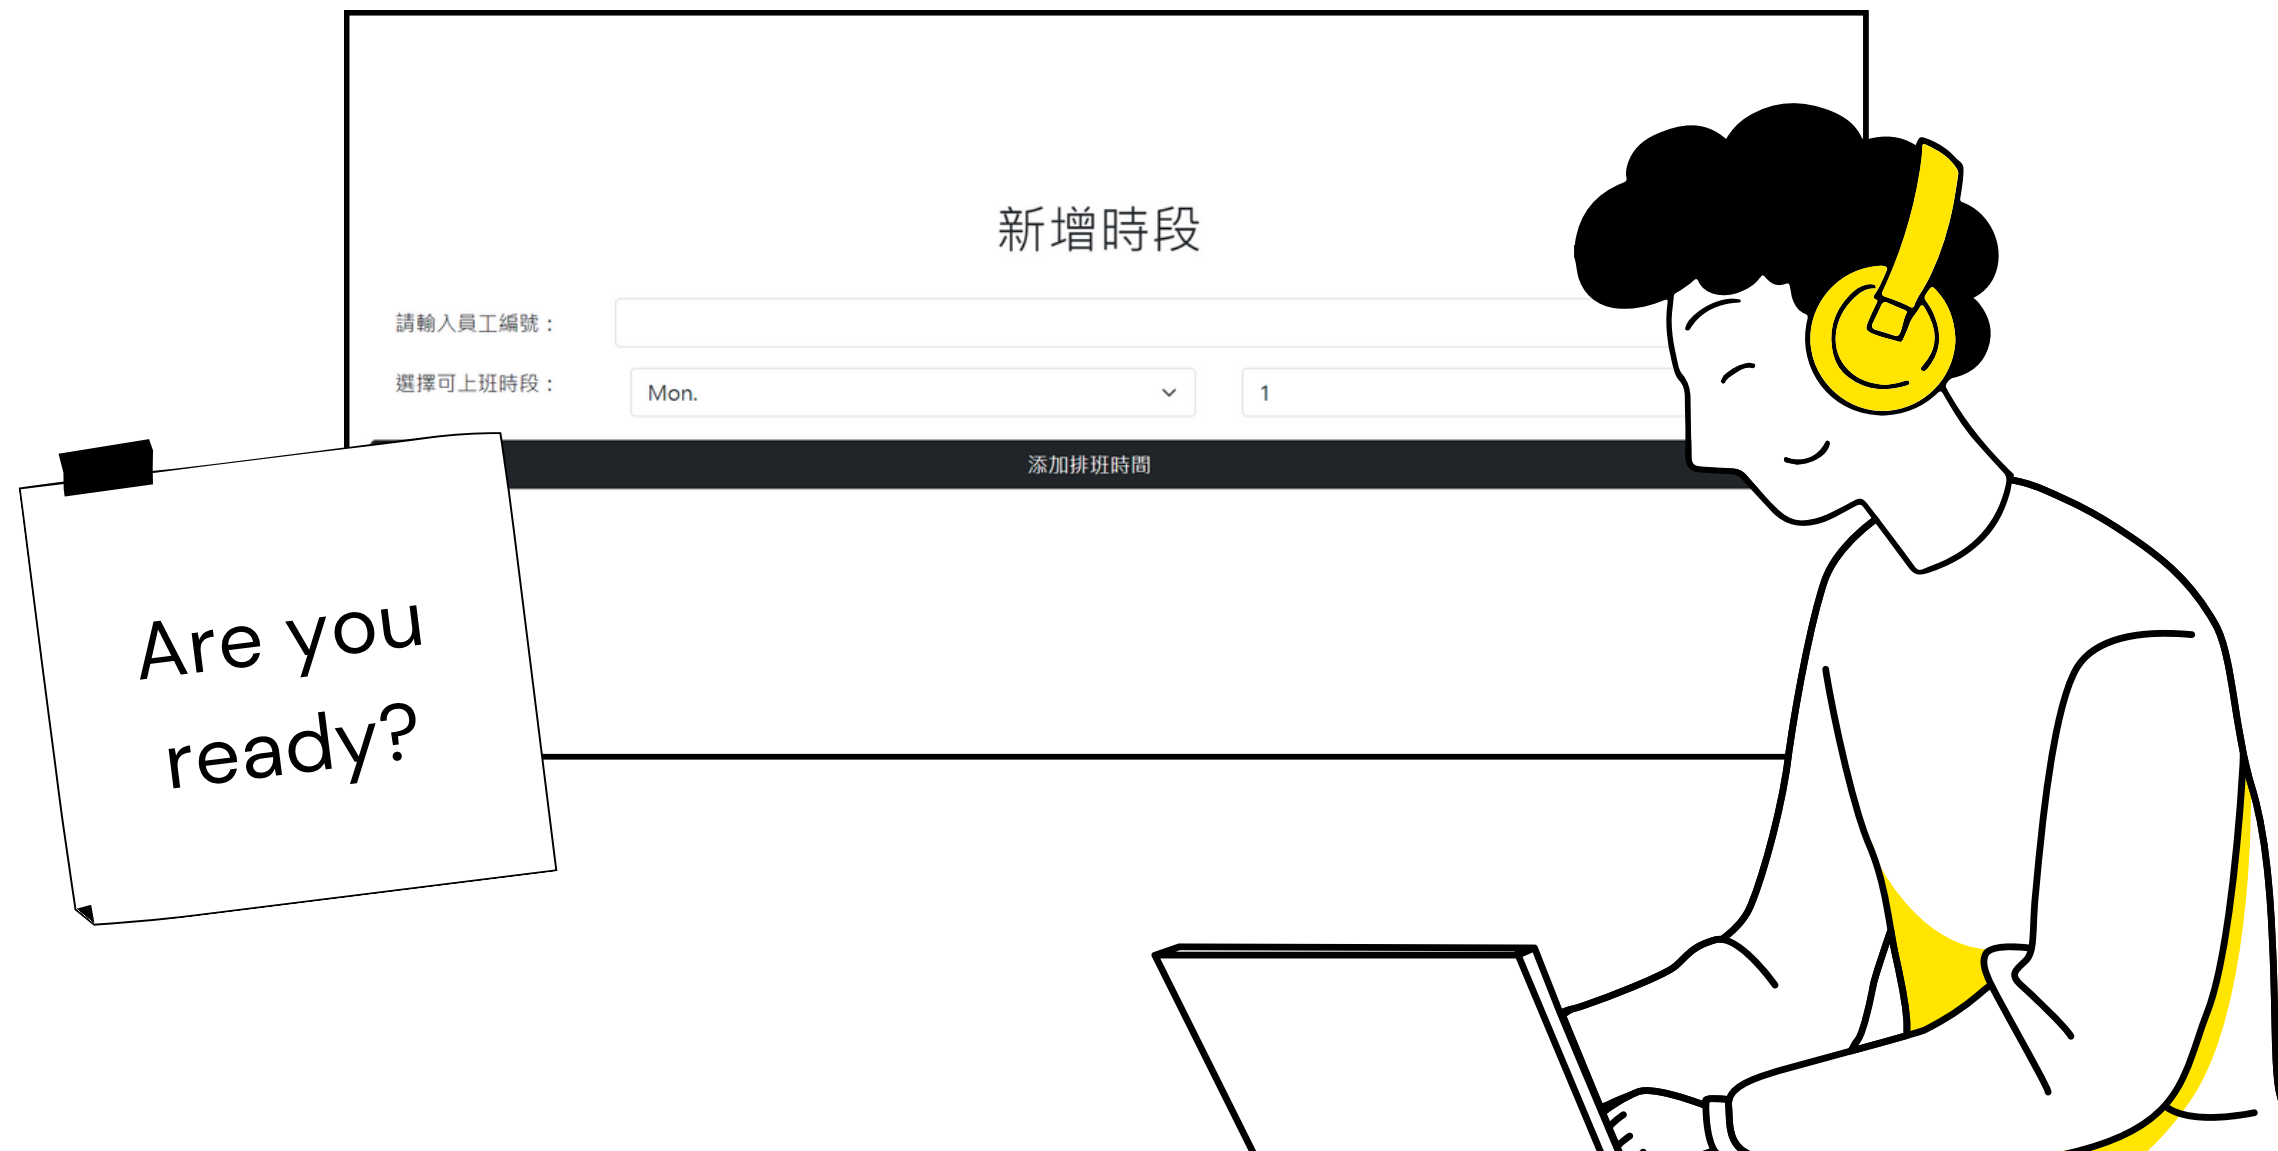 新增時段
請輸入員工編號：
選擇可上班時段：
Mon.
1
添加排班時間
Are you
ready?